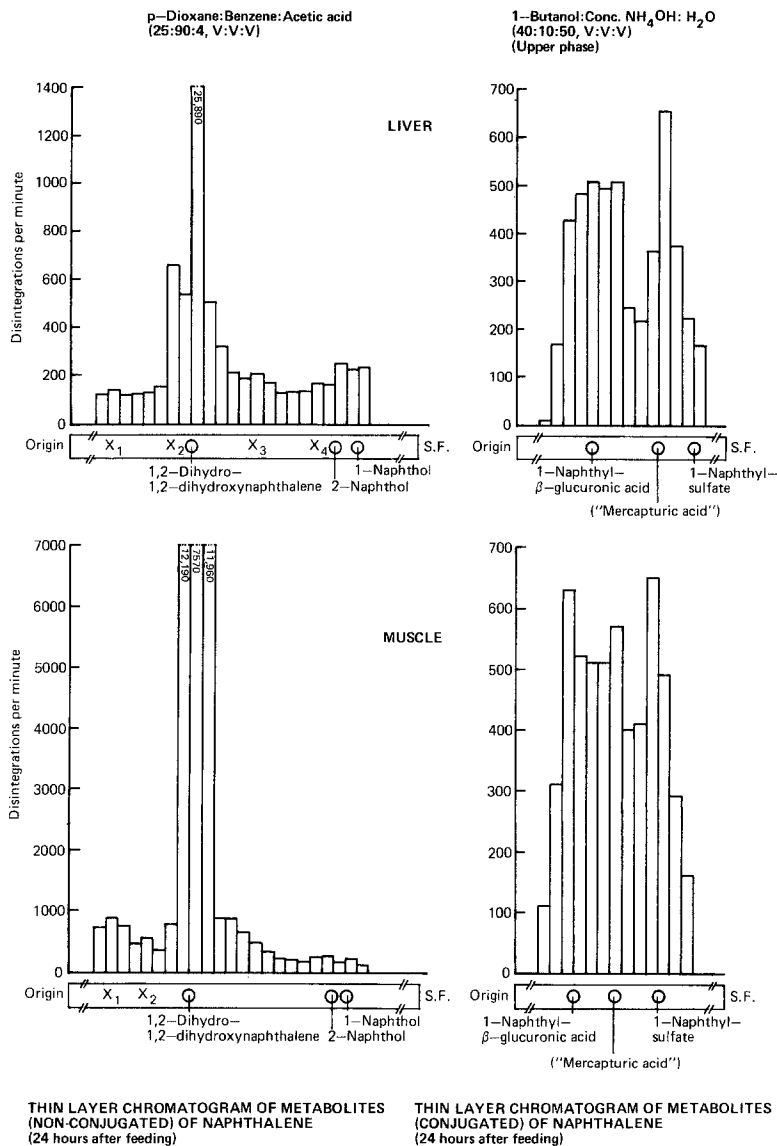 p–Dioxane:Benzene:Acetic acid
(25:90:4, V:V:V)
1–Butanol:Conc. NH4OH: H2O
(40:10:50, V:V:V)
(Upper phase)
LIVER
Disintegrations per minute
1400
1200
1000
800
600
400
200
0
25,890
Origin
X1
X2
X3
X4
S.F.
1,2–Dihydro–
1,2–dihydroxynaphthalene
1–Naphthol
2–Naphthol
700
600
500
400
300
200
100
0
Origin
S.F.
1–Naphthyl–
β–glucuronic acid
1–Naphthyl–
sulfate
("Mercapturic acid")
MUSCLE
Disintegrations per minute
7000
6000
5000
4000
3000
2000
1000
0
12,190
7570
11,960
Origin
X1
X2
S.F.
1,2–Dihydro–
1,2–dihydroxynaphthalene
1–Naphthol
2–Naphthol
700
600
500
400
300
200
100
0
Origin
S.F.
1–Naphthyl–
β–glucuronic acid
1–Naphthyl–
sulfate
("Mercapturic acid")
THIN LAYER CHROMATOGRAM OF METABOLITES
(NON-CONJUGATED) OF NAPHTHALENE
(24 hours after feeding)
THIN LAYER CHROMATOGRAM OF METABOLITES
(CONJUGATED) OF NAPHTHALENE
(24 hours after feeding)